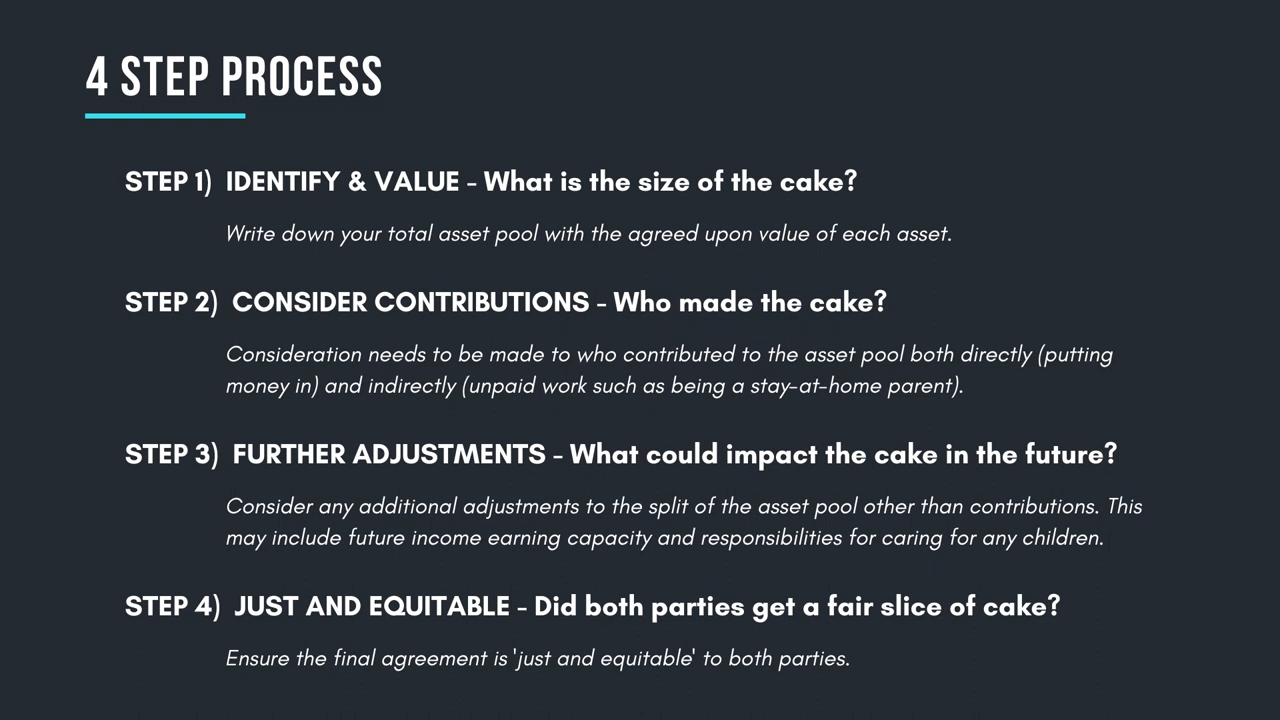 4 STEP PROCESS
STEP 1) IDENTIFY & VALUE - What is the size of the cake?
Write down your total asset pool with the agreed upon value of each asset.
STEP 2) CONSIDER CONTRIBUTIONS - Who made the cake?
Consideration needs to be made to who contributed to the asset pool both directly (putting
money in) and indirectly (unpaid work such as being a stay-at-home parent).
STEP 3) FURTHER ADJUSTMENTS - What could impact the cake in the future?
Consider any additional adjustments to the split of the asset pool other than contributions. This
may include future income earning capacity and responsibilities for caring for any children.
STEP 4) JUST AND EQUITABLE - Did both parties get a fair slice of cake?
Ensure the final agreement is 'just and equitable' to both parties.